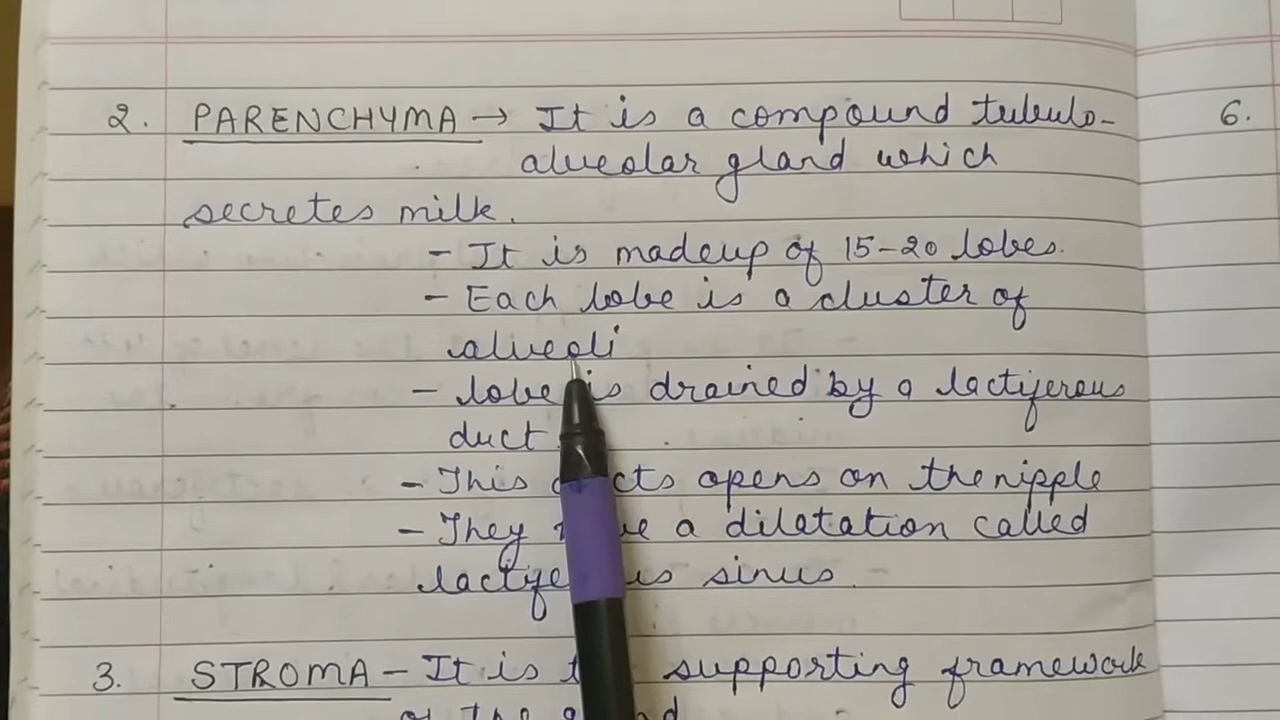 2. PARENCHYMA → It is a compound tubulo-
alveolar gland which
secretes milk.
- It is madeup of 15-20 lobes.
- Each lobe is a cluster of
alveoli
- lobe is drained by a lactiferous
duct
- This opens on the nipple
- They a dilatation called
sinus.
3. STROMA - It is supporting framework
6.